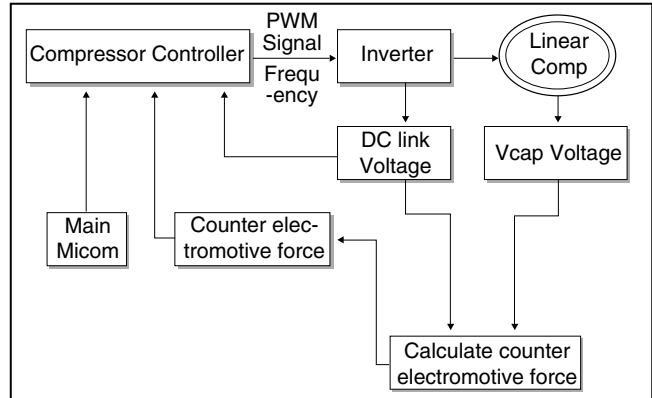 Compressor Controller
PWM
Signal
Frequ
-ency
Inverter
Linear
Comp
DC link
Voltage
Vcap Voltage
Main
Micom
Counter elec-
tromotive force
Calculate counter
electromotive force